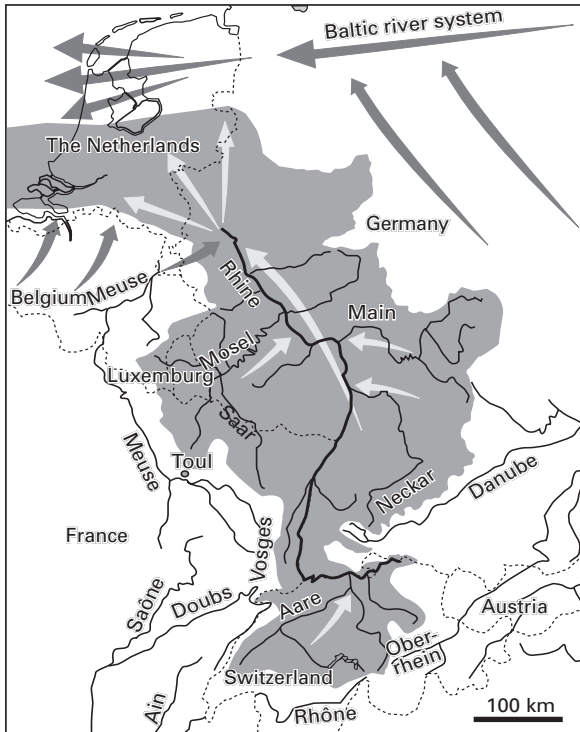 Baltic river system
The Netherlands
Germany
Belgium
Meuse
Rhine
Main
Mosel
Luxemburg
Saar
Meuse
Toul
Neckar
Danube
France
Vosges
Saône
Doubs
Aare
Austria
Ober-
rhein
Switzerland
Ain
Rhône
100 km